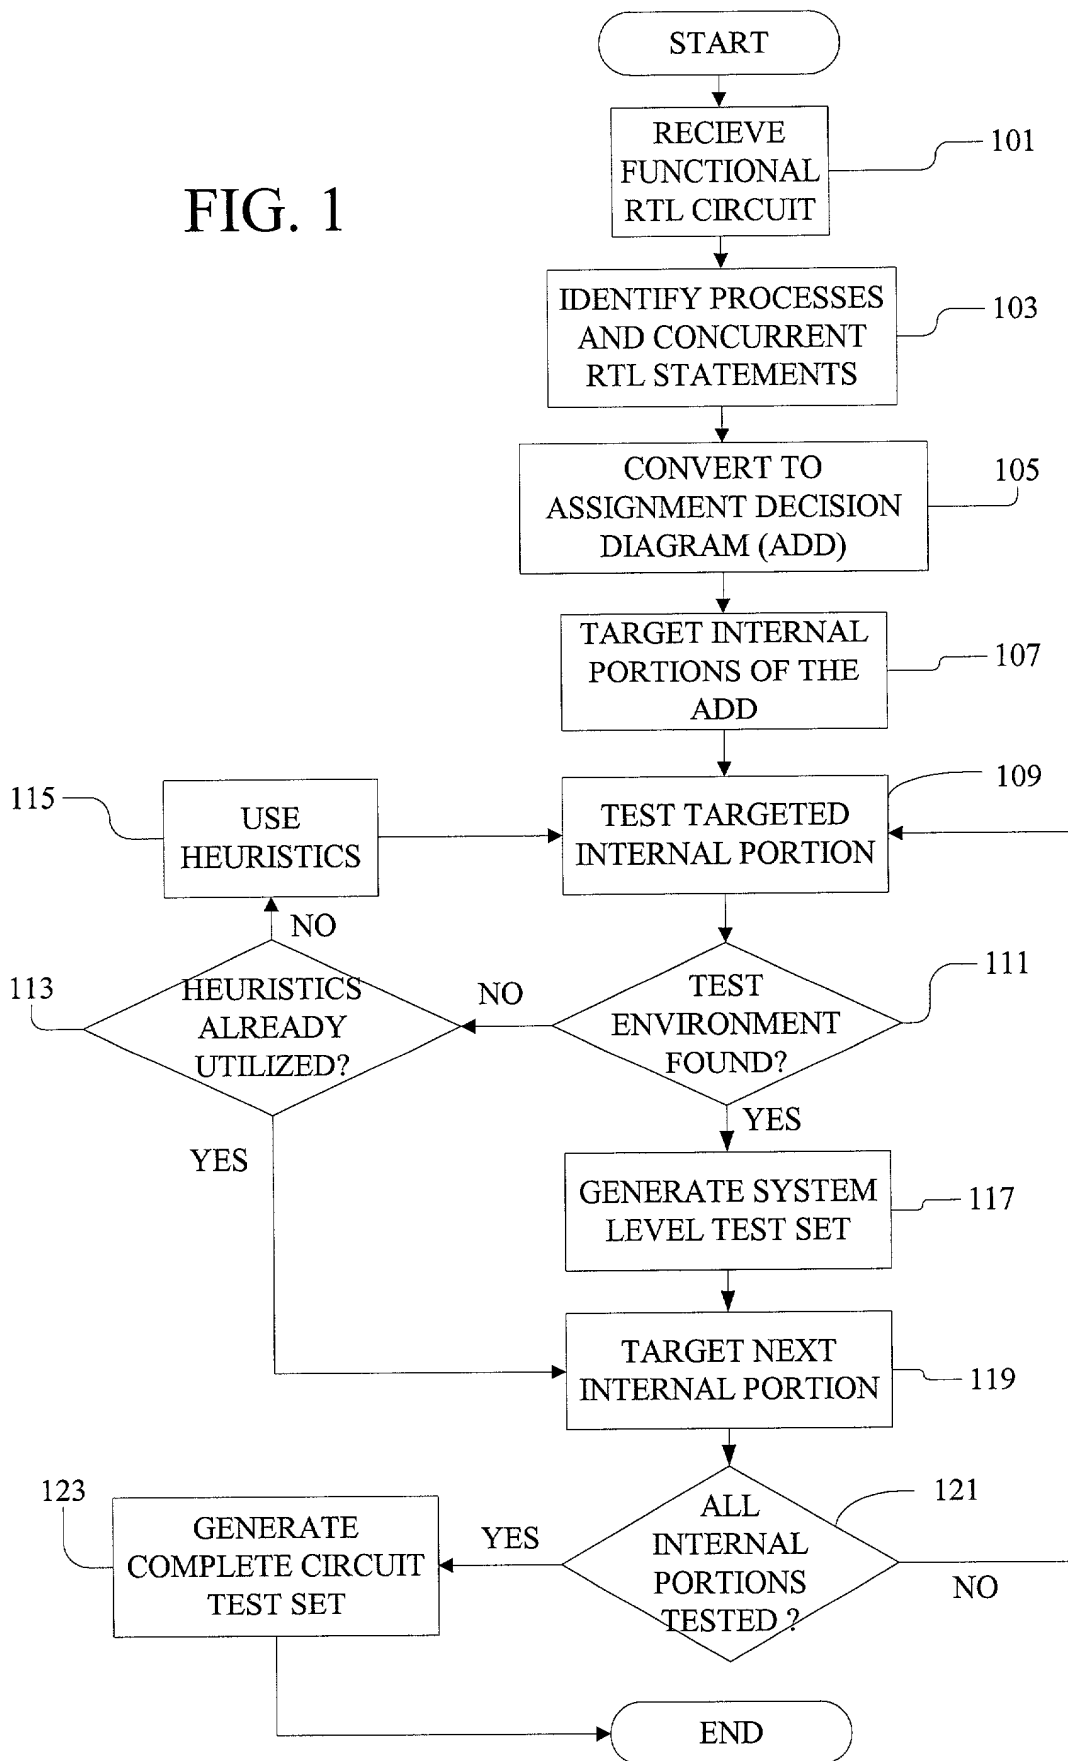 START
RECIEVE
FUNCTIONAL
RTL CIRCUIT
101
FIG. 1
IDENTIFY PROCESSES
AND CONCURRENT
RTL STATEMENTS
103
CONVERT TO
ASSIGNMENT DECISION
DIAGRAM (ADD)
105
TARGET INTERNAL
PORTIONS OF THE
ADD
107
115
USE
HEURISTICS
TEST TARGETED
INTERNAL PORTION
109
NO
113
HEURISTICS
ALREADY
UTILIZED?
NO
TEST
ENVIRONMENT
FOUND?
111
YES
YES
GENERATE SYSTEM
LEVEL TEST SET
117
TARGET NEXT
INTERNAL PORTION
119
123
GENERATE
COMPLETE CIRCUIT
TEST SET
YES
ALL
INTERNAL
PORTIONS
TESTED ?
121
NO
END